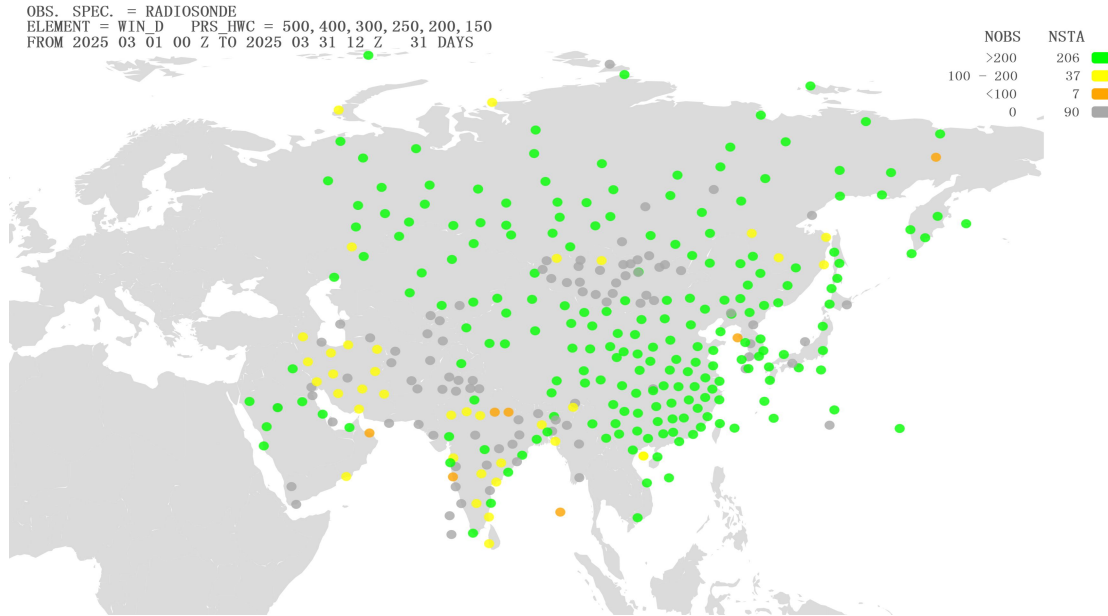 OBS. SPEC. = RADIOSONDE
ELEMENT = WIN_D PRS_HWC = 500,400,300,250,200,150
FROM 2025 03 01 00 Z TO 2025 03 31 12 Z 31 DAYS
NOBS NSTA
>200 206
100 - 200 37
<100 7
0 90